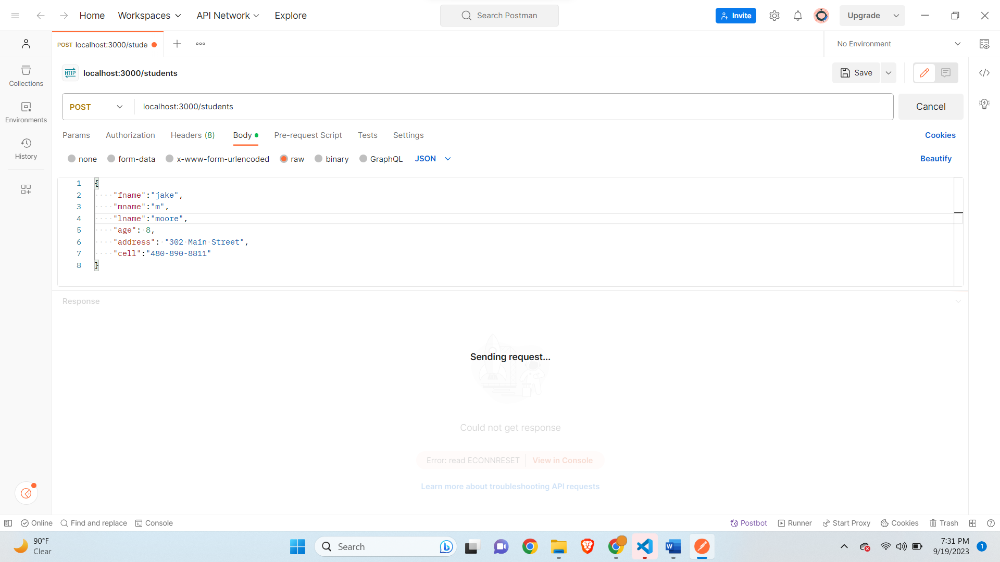 Home Workspaces API Network Explore Search Postman Invite Upgrade
POST localhost:3000/stude No Environment
HTTP localhost:3000/students Save
Collections
POST localhost:3000/students Cancel
Environments
Params Authorization Headers (8) Body Pre-request Script Tests Settings Cookies
History
none form-data x-www-form-urlencoded raw binary GraphQL JSON Beautify
1 {
2 "fname":"jake",
3 "mname":"m",
4 "lname":"moore",
5 "age": 8,
6 "address": "302 Main Street",
7 "cell":"480-890-8811"
8 }
Response
Sending request...
Could not get response
Error: read ECONNRESET View in Console
Learn more about troubleshooting API requests
Online Find and replace Console Postbot Runner Start Proxy Cookies Trash
90°F
Clear
Search
W
7:31 PM
9/19/2023
1